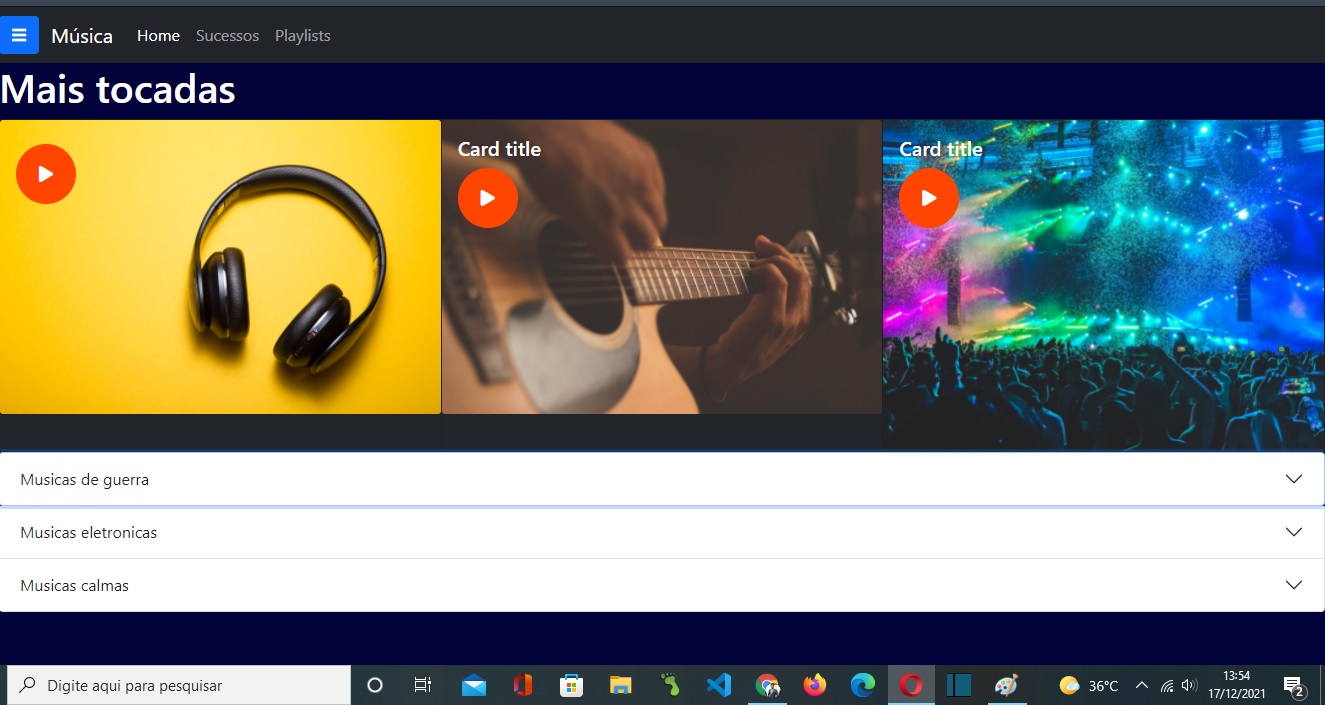 Música Home Sucessos Playlists
Mais tocadas
Card title
Card title
Musicas de guerra
Musicas eletronicas
Musicas calmas
Digite aqui para pesquisar
36°C
13:54
17/12/2021
2